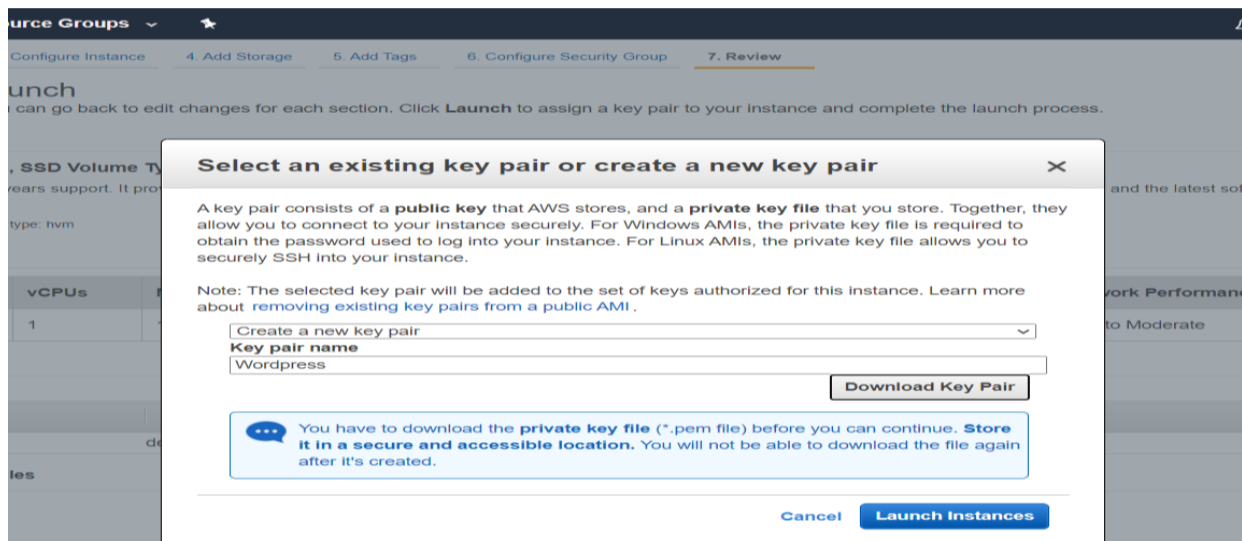 ource Groups
Configure Instance 4. Add Storage 5. Add Tags 6. Configure Security Group 7. Review
unch
can go back to edit changes for each section. Click Launch to assign a key pair to your instance and complete the launch process.
, SSD Volume Ty
years support. It pro
and the latest sof
type: hvm
Select an existing key pair or create a new key pair
A key pair consists of a public key that AWS stores, and a private key file that you store. Together, they
allow you to connect to your instance securely. For Windows AMIs, the private key file is required to
obtain the password used to log into your instance. For Linux AMIs, the private key file allows you to
securely SSH into your instance.
Note: The selected key pair will be added to the set of keys authorized for this instance. Learn more
about removing existing key pairs from a public AMI.
vCPUs
ork Performan
1
to Moderate
Create a new key pair
Key pair name
Wordpress
Download Key Pair
You have to download the private key file (*.pem file) before you can continue. Store
it in a secure and accessible location. You will not be able to download the file again
after it's created.
de
les
Cancel Launch Instances